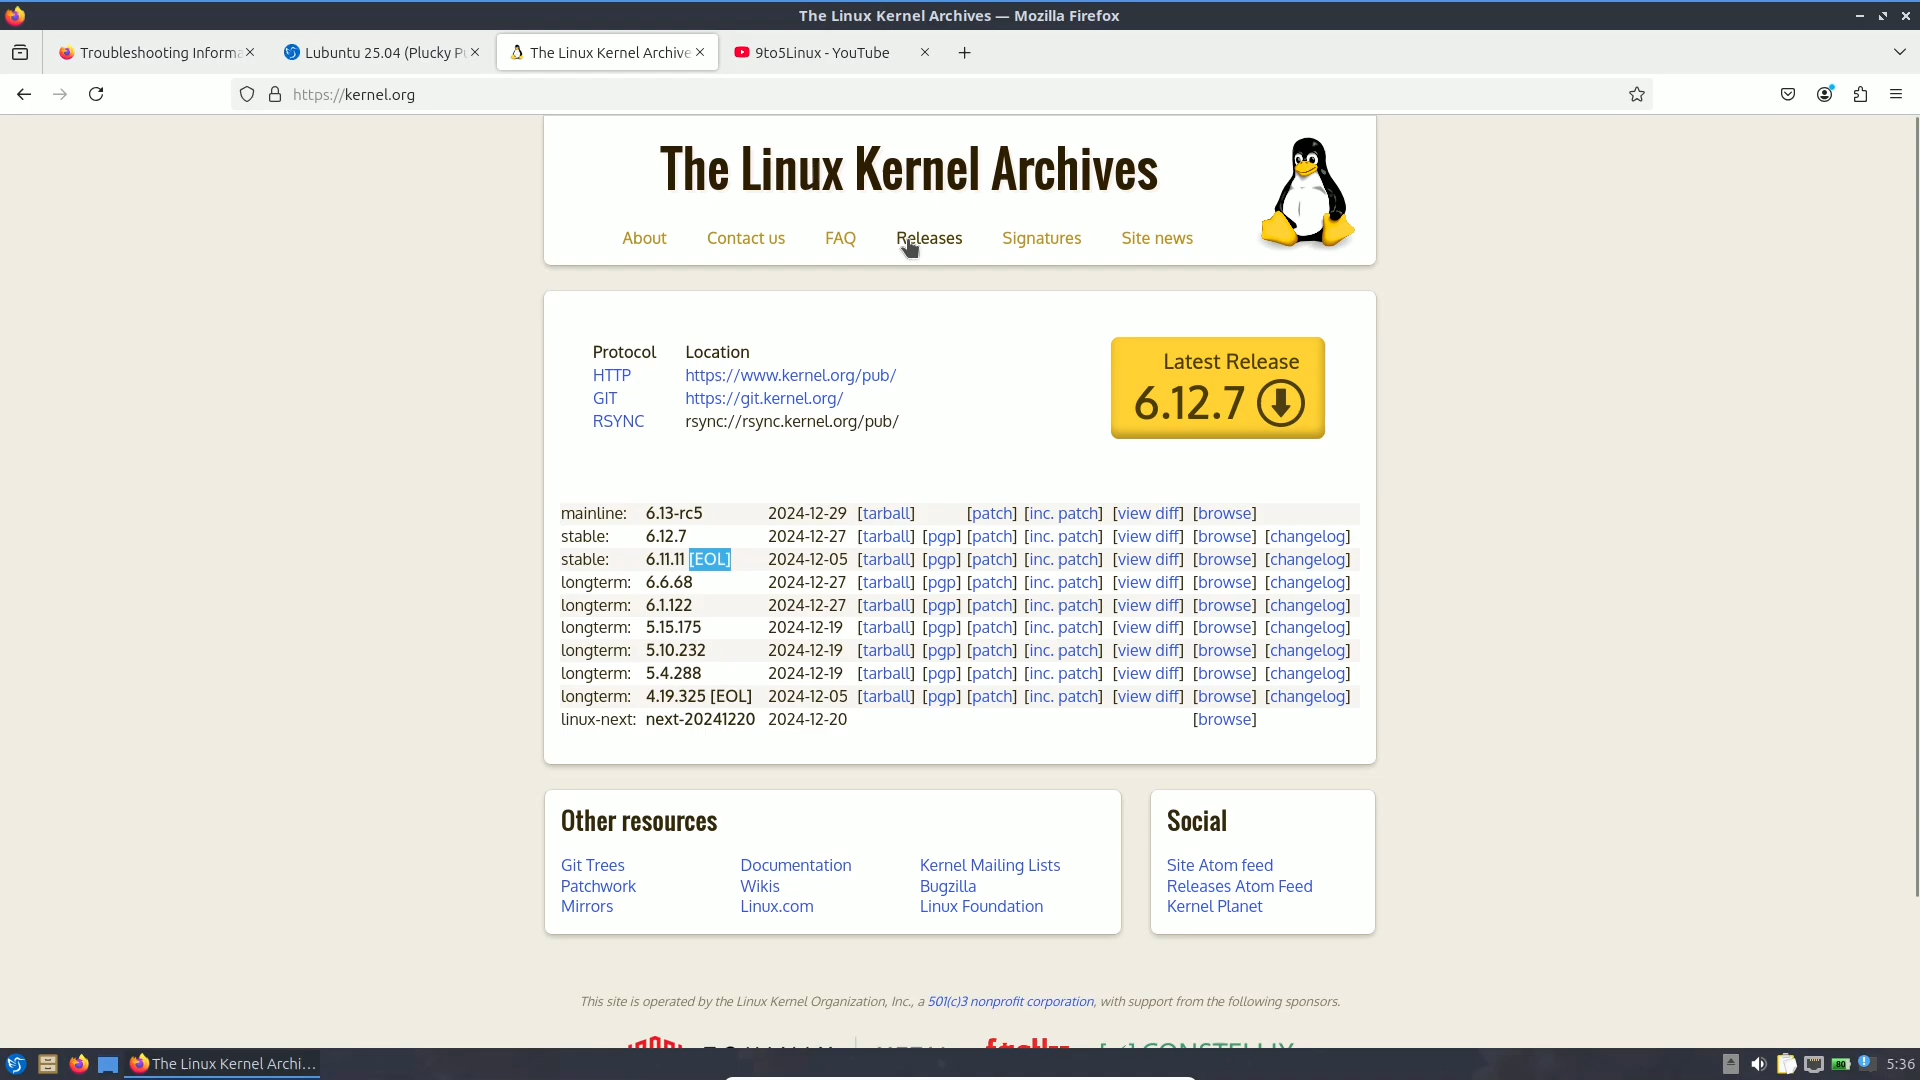 The Linux Kernel Archives — Mozilla Firefox
Troubleshooting Informa
Lubuntu 25.04 (Plucky Pu
The Linux Kernel Archive
9to5Linux - YouTube
https://kernel.org
The Linux Kernel Archives
About Contact us FAQ Releases Signatures Site news
Protocol Location
HTTP https://www.kernel.org/pub/
GIT https://git.kernel.org/
RSYNC rsync://rsync.kernel.org/pub/
Latest Release
6.12.7
mainline: 6.13-rc5 2024-12-29 [tarball] [patch] [inc. patch] [view diff] [browse]
stable: 6.12.7 2024-12-27 [tarball] [pgp] [patch] [inc. patch] [view diff] [browse] [changelog]
stable: 6.11.11 [EOL] 2024-12-05 [tarball] [pgp] [patch] [inc. patch] [view diff] [browse] [changelog]
longterm: 6.6.68 2024-12-27 [tarball] [pgp] [patch] [inc. patch] [view diff] [browse] [changelog]
longterm: 6.1.122 2024-12-27 [tarball] [pgp] [patch] [inc. patch] [view diff] [browse] [changelog]
longterm: 5.15.175 2024-12-19 [tarball] [pgp] [patch] [inc. patch] [view diff] [browse] [changelog]
longterm: 5.10.232 2024-12-19 [tarball] [pgp] [patch] [inc. patch] [view diff] [browse] [changelog]
longterm: 5.4.288 2024-12-19 [tarball] [pgp] [patch] [inc. patch] [view diff] [browse] [changelog]
longterm: 4.19.325 [EOL] 2024-12-05 [tarball] [pgp] [patch] [inc. patch] [view diff] [browse] [changelog]
linux-next: next-20241220 2024-12-20 [browse]
Other resources
Git Trees Documentation Kernel Mailing Lists
Patchwork Wikis Bugzilla
Mirrors Linux.com Linux Foundation
Social
Site Atom feed
Releases Atom Feed
Kernel Planet
This site is operated by the Linux Kernel Organization, Inc., a 501(c)3 nonprofit corporation, with support from the following sponsors.
The Linux Kernel Archi...
80
5:36